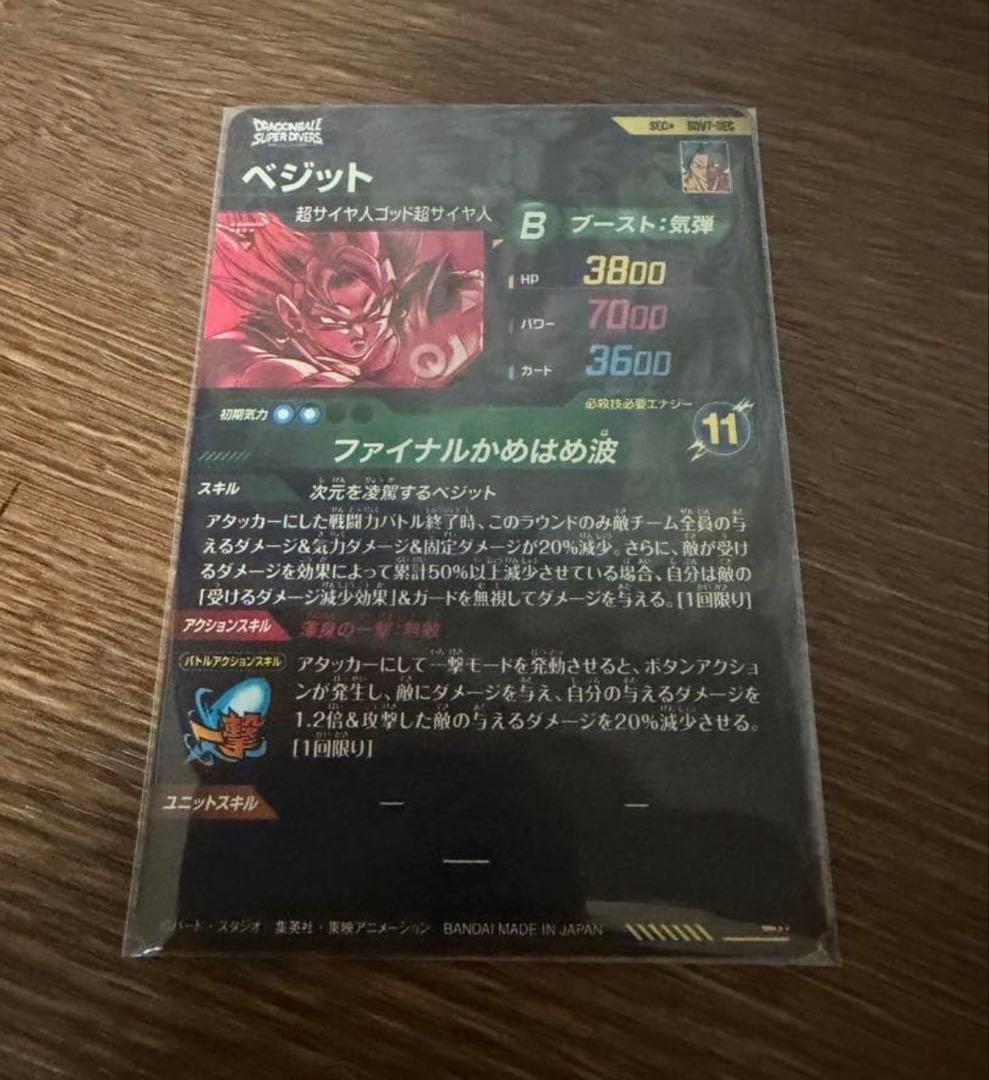 DRAGONBALL
SUPER DIVERS
SEC★ SDV7-SEC
ベジット
超サイヤ人ゴッド超サイヤ人
B ブースト:気弾
HP 3800
パワー 7000
ガード 3600
初期気力
必殺技必要エナジー
11
ファイナルかめはめ波
スキル 次元を凌駕するベジット
アタッカーにした戦闘力バトル終了時、このラウンドのみ敵チーム全員の与
えるダメージ&気力ダメージ&固定ダメージが20%減少。さらに、敵が受け
るダメージを効果によって累計50%以上減少させている場合、自分は敵の
「受けるダメージ減少効果」&ガードを無視してダメージを与える。[1回限り]
アクションスキル 渾身の一撃:無敵
バトルアクションスキル
アタッカーにして一撃モードを発動させると、ボタンアクショ
ンが発生し、敵にダメージを与え、自分の与えるダメージを
1.2倍&攻撃した敵の与えるダメージを20%減少させる。
[1回限り]
撃
ユニットスキル ― ―
―
©バード・スタジオ 集英社・東映アニメーション BANDAI MADE IN JAPAN